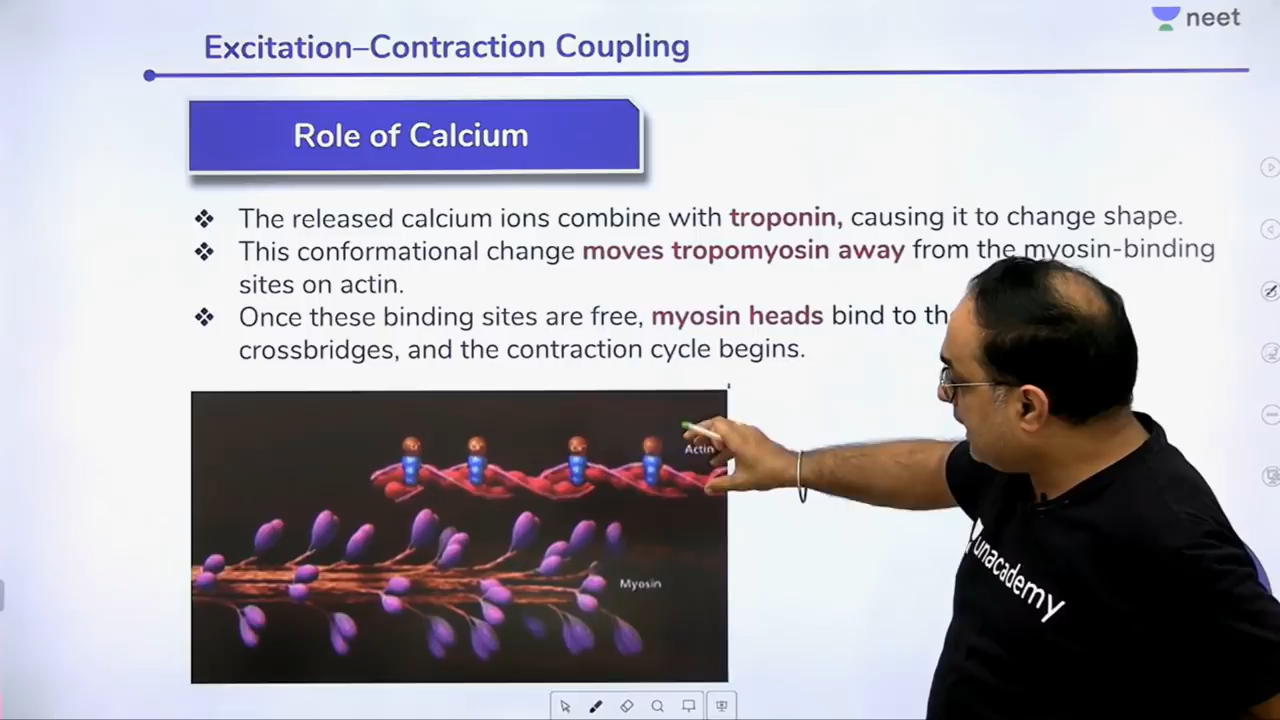 neet
Excitation–Contraction Coupling
Role of Calcium
❖ The released calcium ions combine with troponin, causing it to change shape.
❖ This conformational change moves tropomyosin away from the myosin-binding
sites on actin.
❖ Once these binding sites are free, myosin heads bind to
crossbridges, and the contraction cycle begins.
Actin
Myosin
unacademy